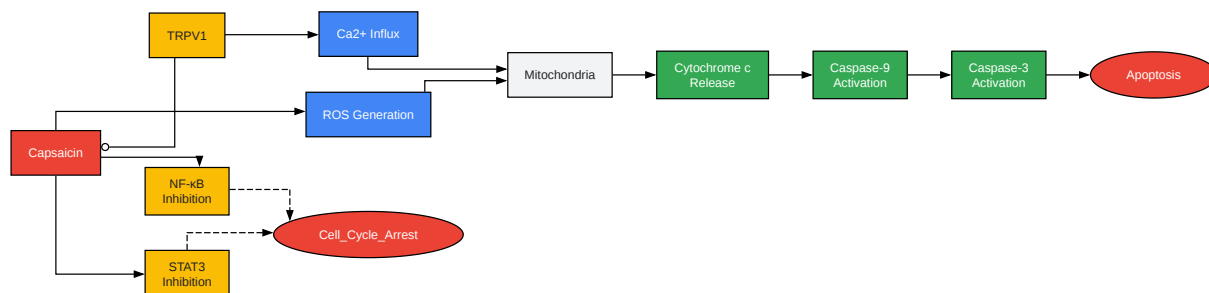 TRPV1
Ca2+ Influx
Mitochondria
Cytochrome c
Release
Caspase-9
Activation
Caspase-3
Activation
Apoptosis
ROS Generation
Capsaicin
NF-κB
Inhibition
Cell_Cycle_Arrest
STAT3
Inhibition